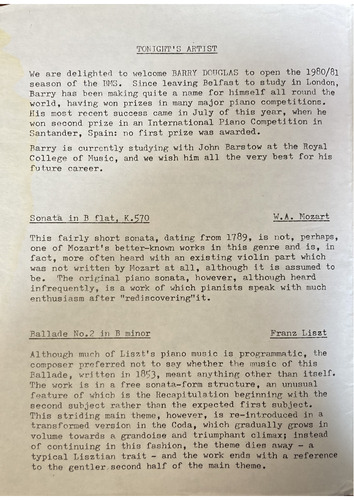 TONIGHT'S ARTIST
We are delighted to welcome BARRY DOUGLAS to open the 1980/81
season of the BMS. Since leaving Belfast to study in London,
Barry has been making quite a name for himself all round the
world, having won prizes in many major piano competitions.
His most recent success came in July of this year, when he
won second prize in an International Piano Competition in
Santander, Spain: no first prize was awarded.
Barry is currently studying with John Barstow at the Royal
College of Music, and we wish him all the very best for his
future career.
Sonata in B flat, K.570 W.A. Mozart
This fairly short sonata, dating from 1789, is not, perhaps,
one of Mozart's better-known works in this genre and is, in
fact, more often heard with an existing violin part which
was not written by Mozart at all, although it is assumed to
be. The original piano sonata, however, although heard
infrequently, is a work of which pianists speak with much
enthusiasm after "rediscovering"it.
Ballade No.2 in B minor Franz Liszt
Although much of Liszt's piano music is programmatic, the
composer preferred not to say whether the music of this
Ballade, written in 1853, meant anything other than itself.
The work is in a free sonata-form structure, an unusual
feature of which is the Recapitulation beginning with the
second subject rather than the expected first subject.
This striding main theme, however, is re-introduced in a
transformed version in the Coda, which gradually grows in
volume towards a grandoise and triumphant climax; instead
of continuing in this fashion, the theme dies away - a
typical Lisztian trait - and the work ends with a reference
to the gentler second half of the main theme.